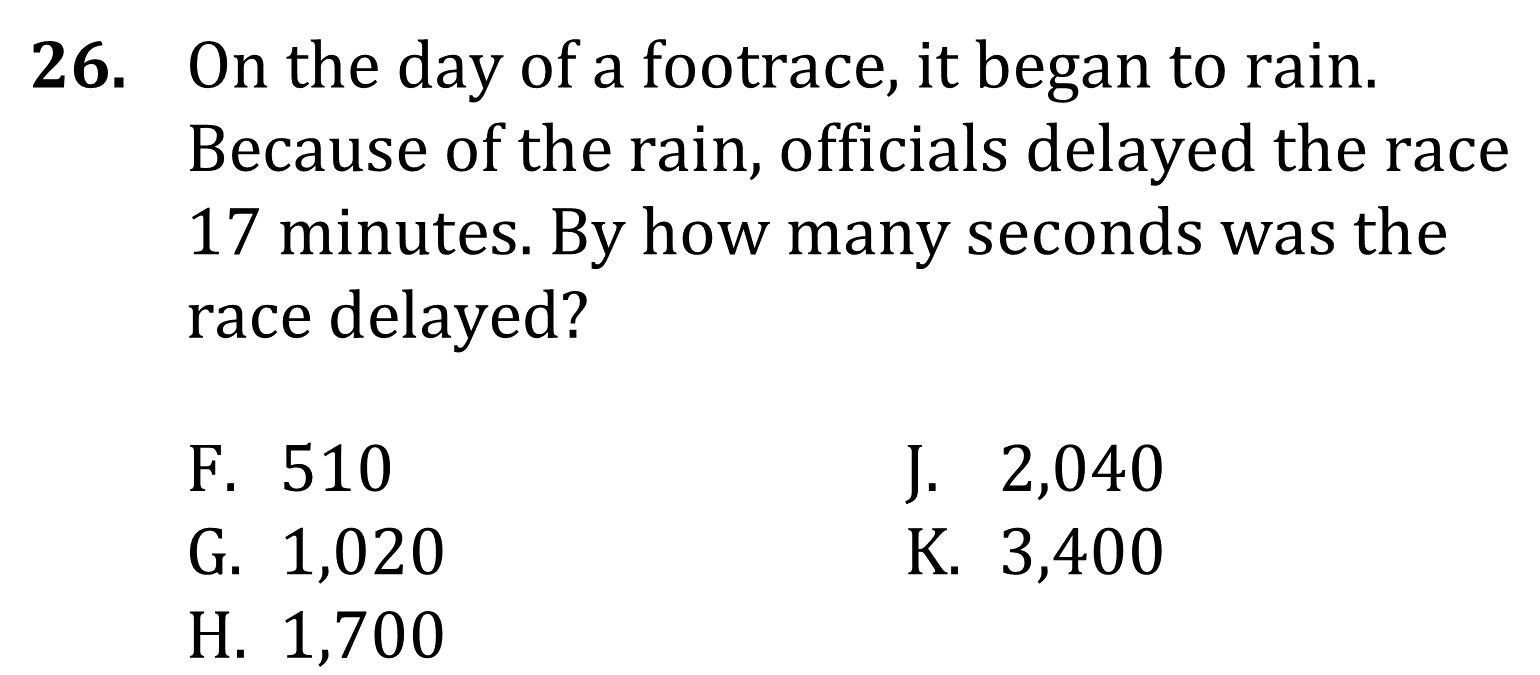 26. On the day of a footrace, it began to rain.
Because of the rain, officials delayed the race
17 minutes. By how many seconds was the
race delayed?
F. 510
G. 1,020
H. 1,700
J. 2,040
K. 3,400